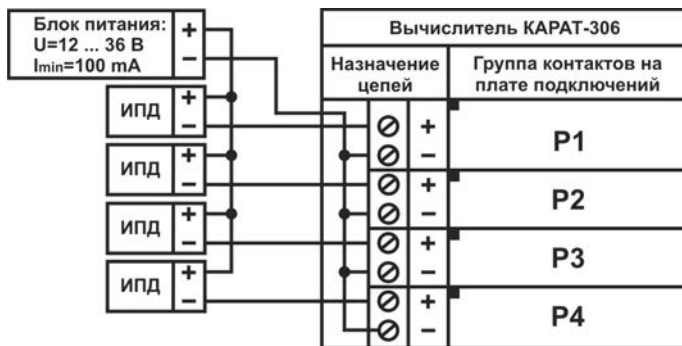 Блок питания:
U=12 ... 36 В
Imin=100 mA
+
−
ИПД
+
−
ИПД
+
−
ИПД
+
−
ИПД
+
−
Вычислитель КАРАТ-306
Назначение
цепей
Группа контактов на
плате подключений
+
−
P1
+
−
P2
+
−
P3
+
−
P4